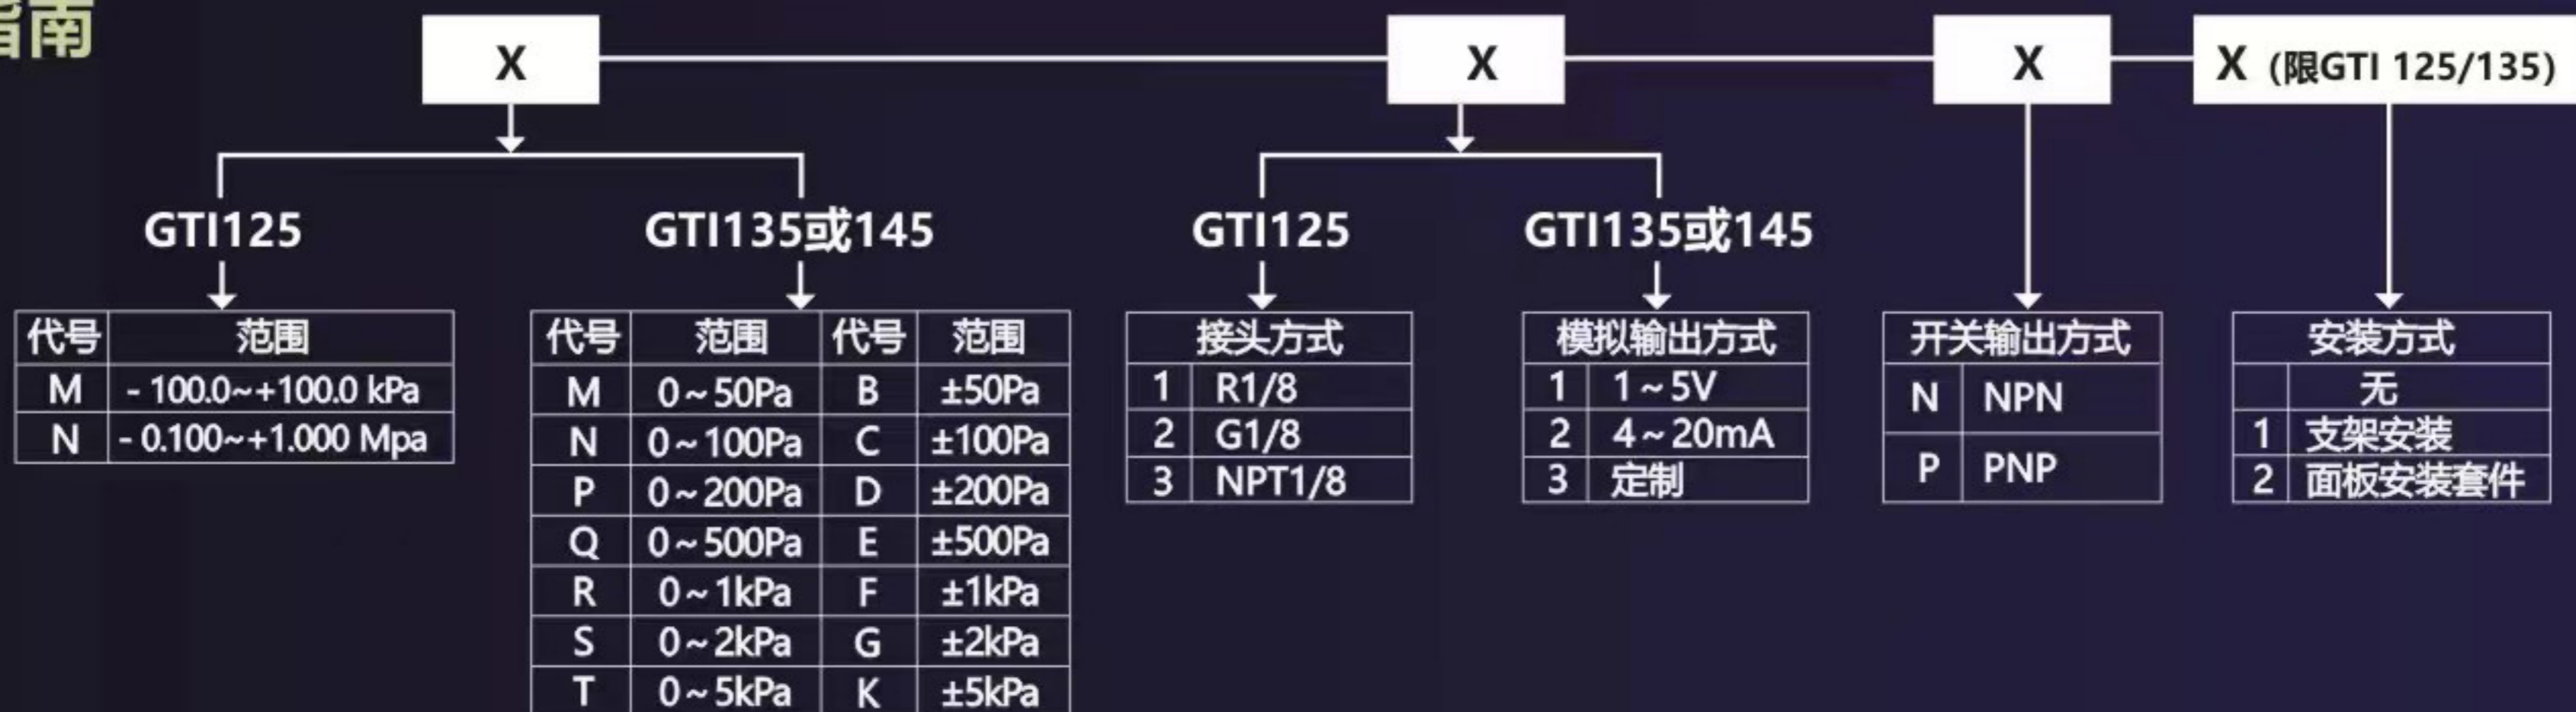 指南
X X X X (限GTI 125/135)
GTI125 GTI135或145 GTI125 GTI135或145
代号 范围
M - 100.0~+100.0 kPa
N - 0.100~+1.000 Mpa
代号 范围 代号 范围
M 0~50Pa B ±50Pa
N 0~100Pa C ±100Pa
P 0~200Pa D ±200Pa
Q 0~500Pa E ±500Pa
R 0~1kPa F ±1kPa
S 0~2kPa G ±2kPa
T 0~5kPa K ±5kPa
接头方式
1 R1/8
2 G1/8
3 NPT1/8
模拟输出方式
1 1~5V
2 4~20mA
3 定制
开关输出方式
N NPN
P PNP
安装方式
无
1 支架安装
2 面板安装套件